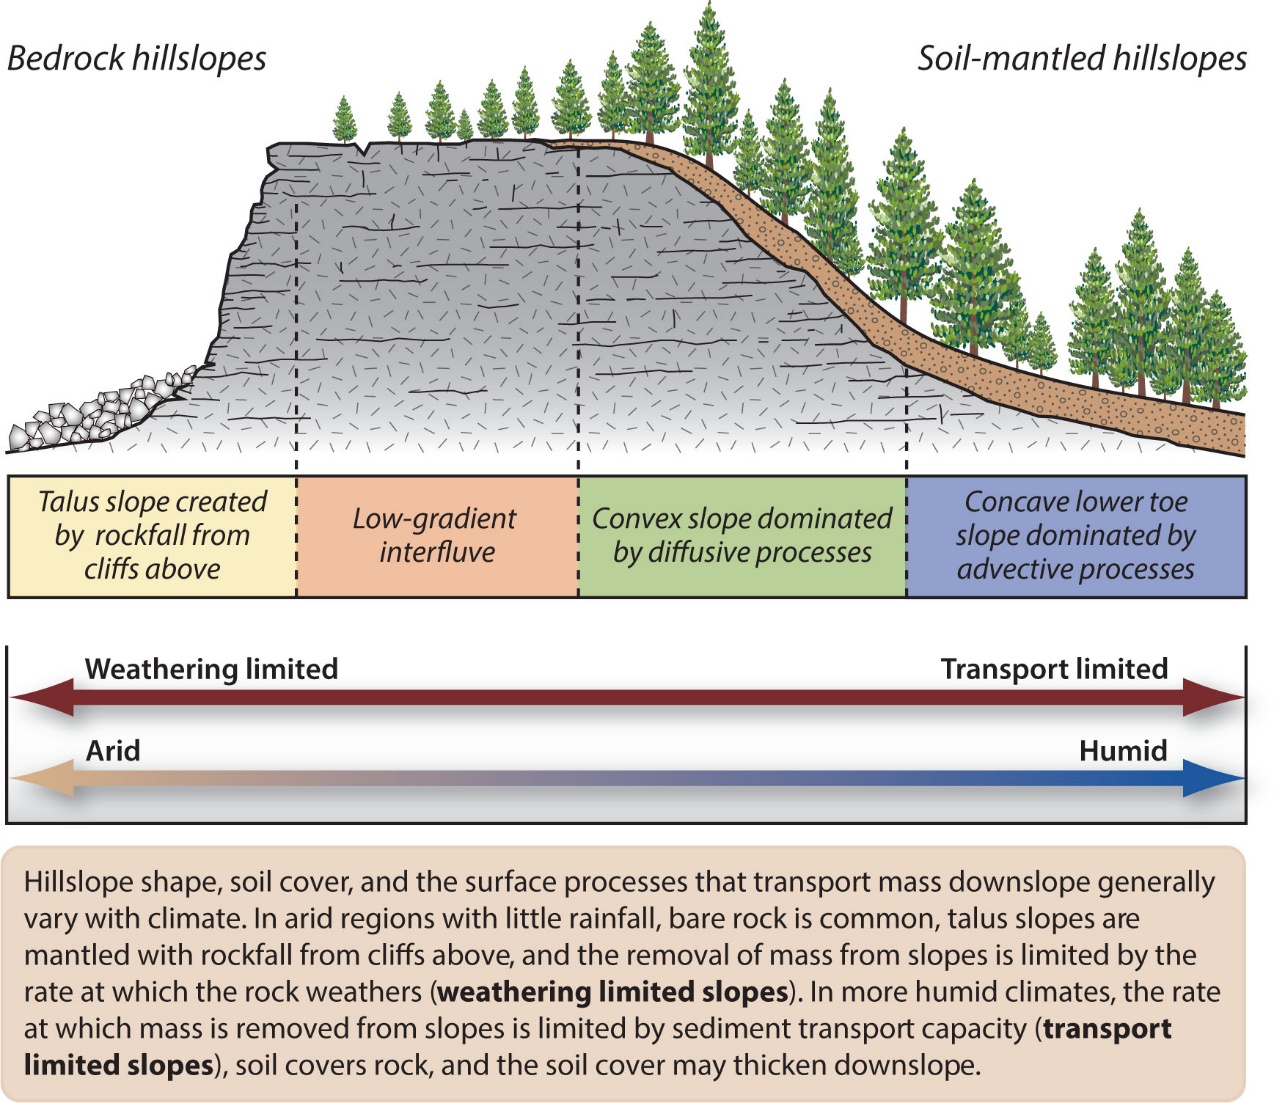 Bedrock hillslopes
Soil-mantled hillslopes
Talus slope created
by rockfall from
cliffs above
Low-gradient
interfluve
Convex slope dominated
by diffusive processes
Concave lower toe
slope dominated by
advective processes
Weathering limited
Transport limited
Arid
Humid
Hillslope shape, soil cover, and the surface processes that transport mass downslope generally
vary with climate. In arid regions with little rainfall, bare rock is common, talus slopes are
mantled with rockfall from cliffs above, and the removal of mass from slopes is limited by the
rate at which the rock weathers (weathering limited slopes). In more humid climates, the rate
at which mass is removed from slopes is limited by sediment transport capacity (transport
limited slopes), soil covers rock, and the soil cover may thicken downslope.